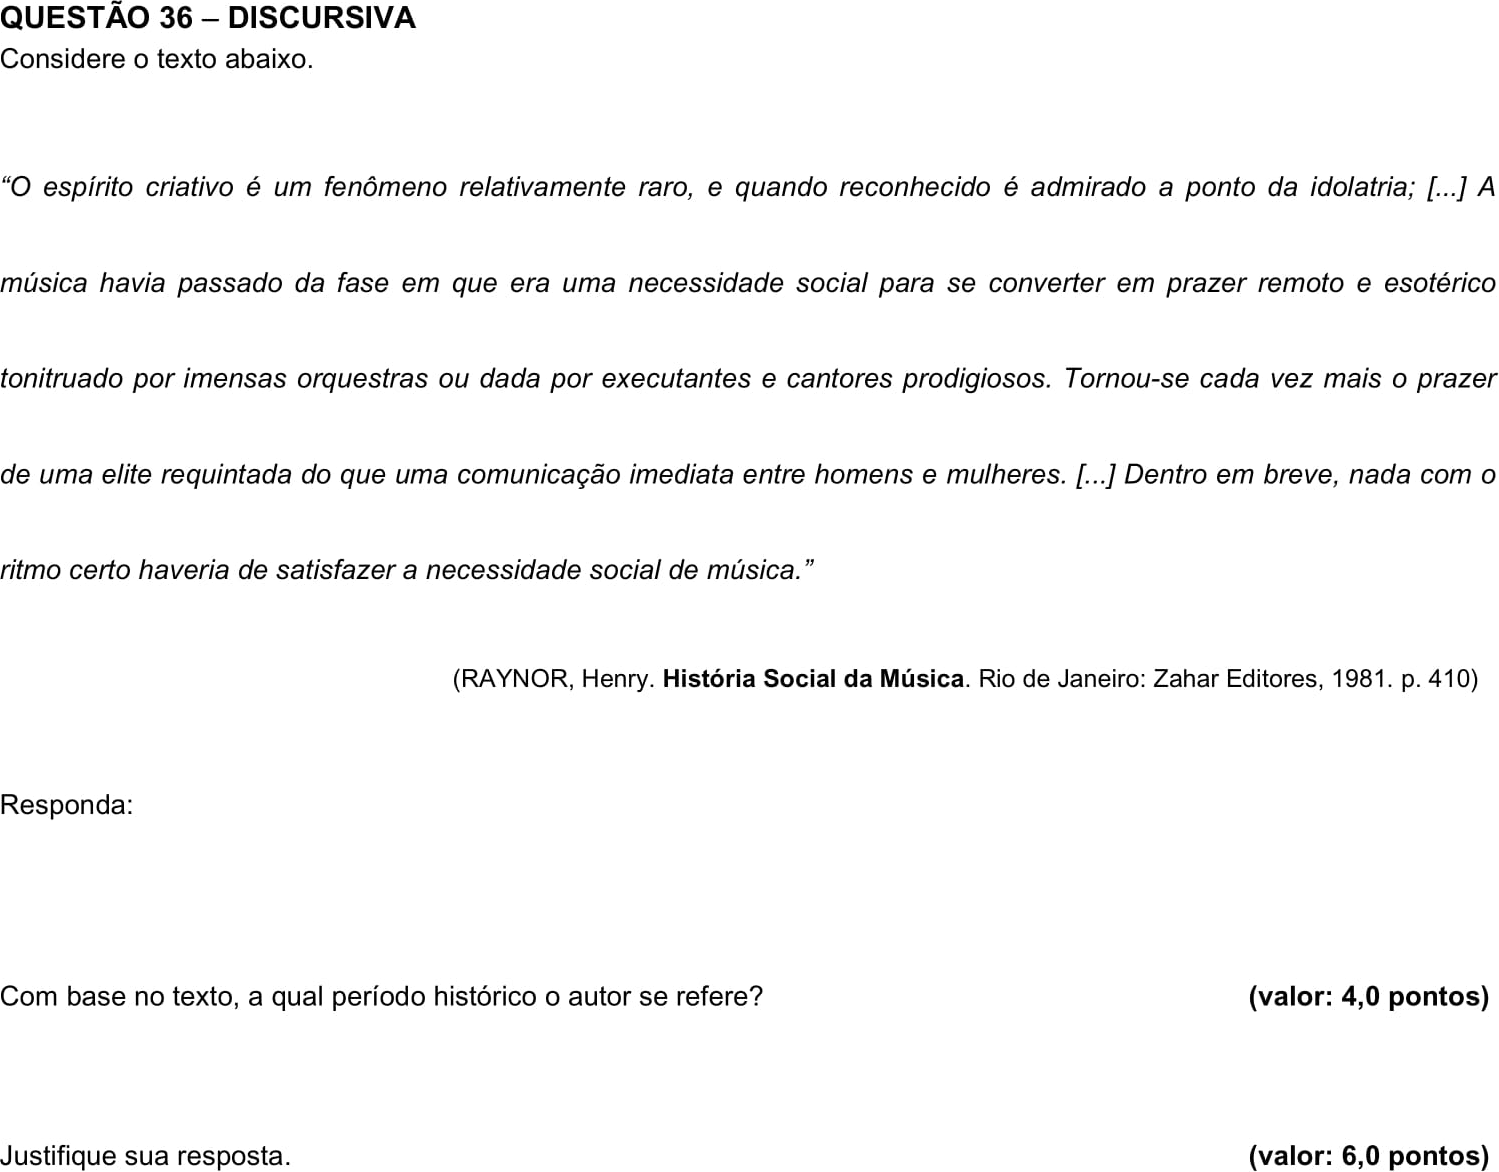 QUESTÃO 36 – DISCURSIVA
Considere o texto abaixo.
“O espírito criativo é um fenômeno relativamente raro, e quando reconhecido é admirado a ponto da idolatria; [...] A
música havia passado da fase em que era uma necessidade social para se converter em prazer remoto e esotérico
tonitruado por imensas orquestras ou dada por executantes e cantores prodigiosos. Tornou-se cada vez mais o prazer
de uma elite requintada do que uma comunicação imediata entre homens e mulheres. [...] Dentro em breve, nada com o
ritmo certo haveria de satisfazer a necessidade social de música.”
(RAYNOR, Henry. História Social da Música. Rio de Janeiro: Zahar Editores, 1981. p. 410)
Responda:
Com base no texto, a qual período histórico o autor se refere? (valor: 4,0 pontos)
Justifique sua resposta. (valor: 6,0 pontos)